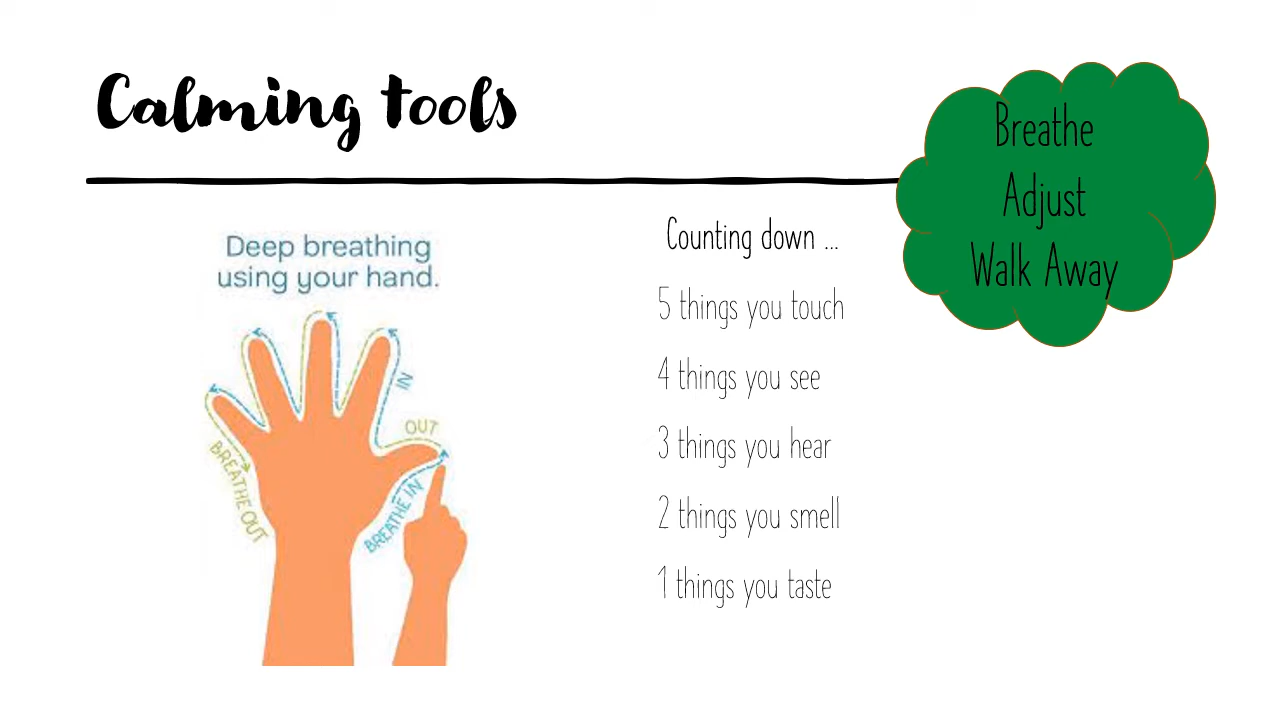 Calming tools
Breathe
Adjust
Walk Away
Deep breathing
using your hand.
IN
OUT
BREATHE OUT
BREATHE IN
Counting down ...
5 things you touch
4 things you see
3 things you hear
2 things you smell
1 things you taste